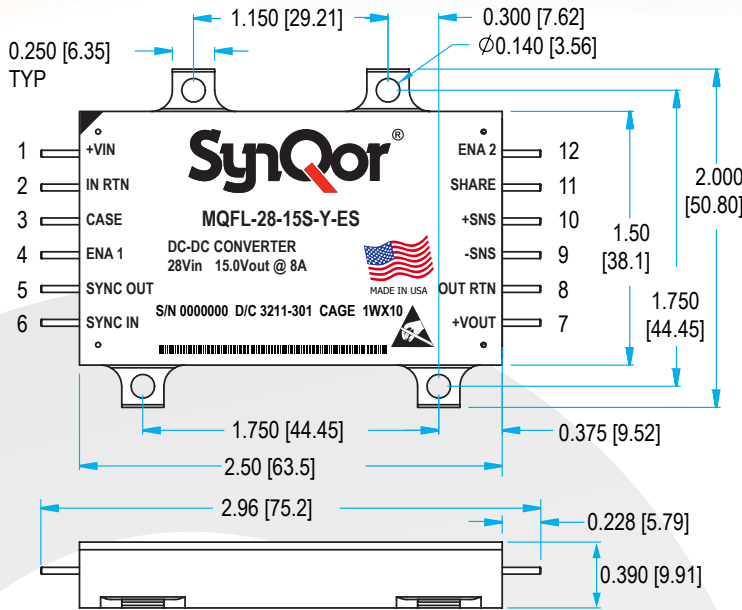 1.150 [29.21]
0.300 [7.62]
0.250 [6.35]
TYP
Ø0.140 [3.56]
SynQor®
1 +VIN
2 IN RTN
3 CASE
4 ENA 1
5 SYNC OUT
6 SYNC IN
ENA 2 12
SHARE 11
+SNS 10
-SNS 9
OUT RTN 8
+VOUT 7
MQFL-28-15S-Y-ES
DC-DC CONVERTER
28Vin 15.0Vout @ 8A
MADE IN USA
S/N 0000000 D/C 3211-301 CAGE 1WX10
2.000
[50.80]
1.50
[38.1]
1.750
[44.45]
1.750 [44.45]
0.375 [9.52]
2.50 [63.5]
2.96 [75.2]
0.228 [5.79]
0.390 [9.91]